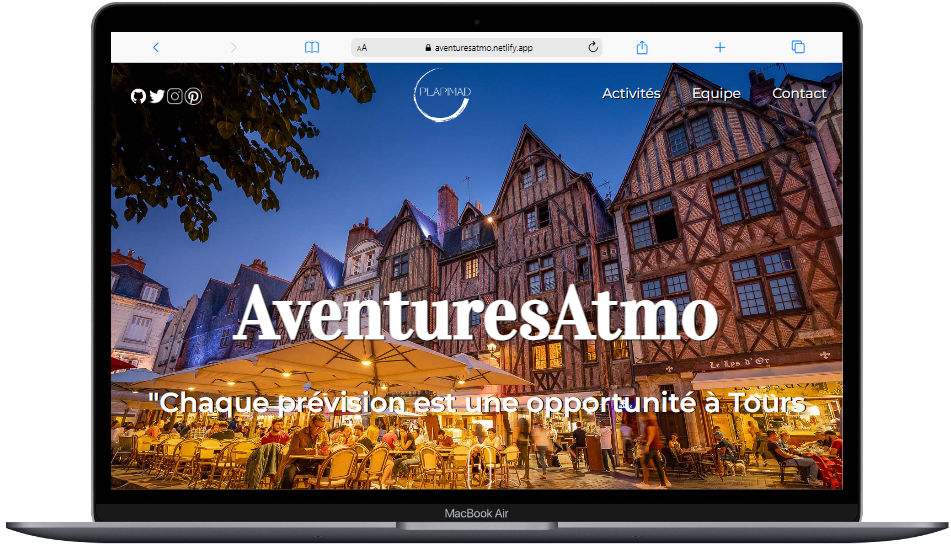 AA
aventuresatmo.netlify.app
PLAPIMAD
Activités
Equipe
Contact
AventuresAtmo
Le Lys d'Or
"Chaque prévision est une opportunité à Tours
MacBook Air